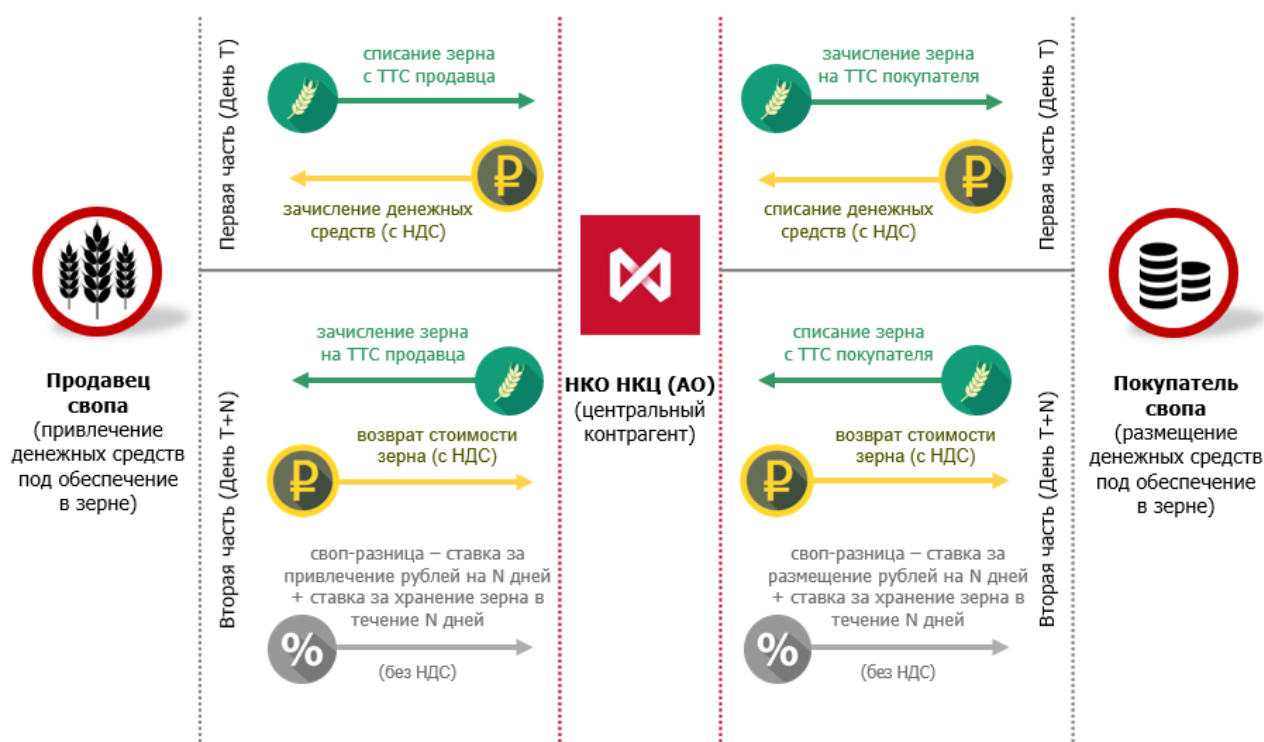 Продавец
свопа
(привлечение
денежных средств
под обеспечение
в зерне)
Первая часть (День T)
списание зерна
с ТТС продавца
₽
зачисление денежных
средств (с НДС)
Вторая часть (День T+N)
зачисление зерна
на ТТС продавца
возврат стоимости
зерна (с НДС)
₽
своп-разница – ставка за
привлечение рублей на N дней
+ ставка за хранение зерна в
течение N дней
%
(без НДС)
НКО НКЦ (АО)
(центральный
контрагент)
зачисление зерна
на ТТС покупателя
₽
списание денежных
средств (с НДС)
Первая часть (День T)
списание зерна
с ТТС покупателя
возврат стоимости
зерна (с НДС)
₽
своп-разница – ставка за
размещение рублей на N дней
+ ставка за хранение зерна в
течение N дней
%
(без НДС)
Вторая часть (День T+N)
Покупатель
свопа
(размещение
денежных средств
под обеспечение
в зерне)